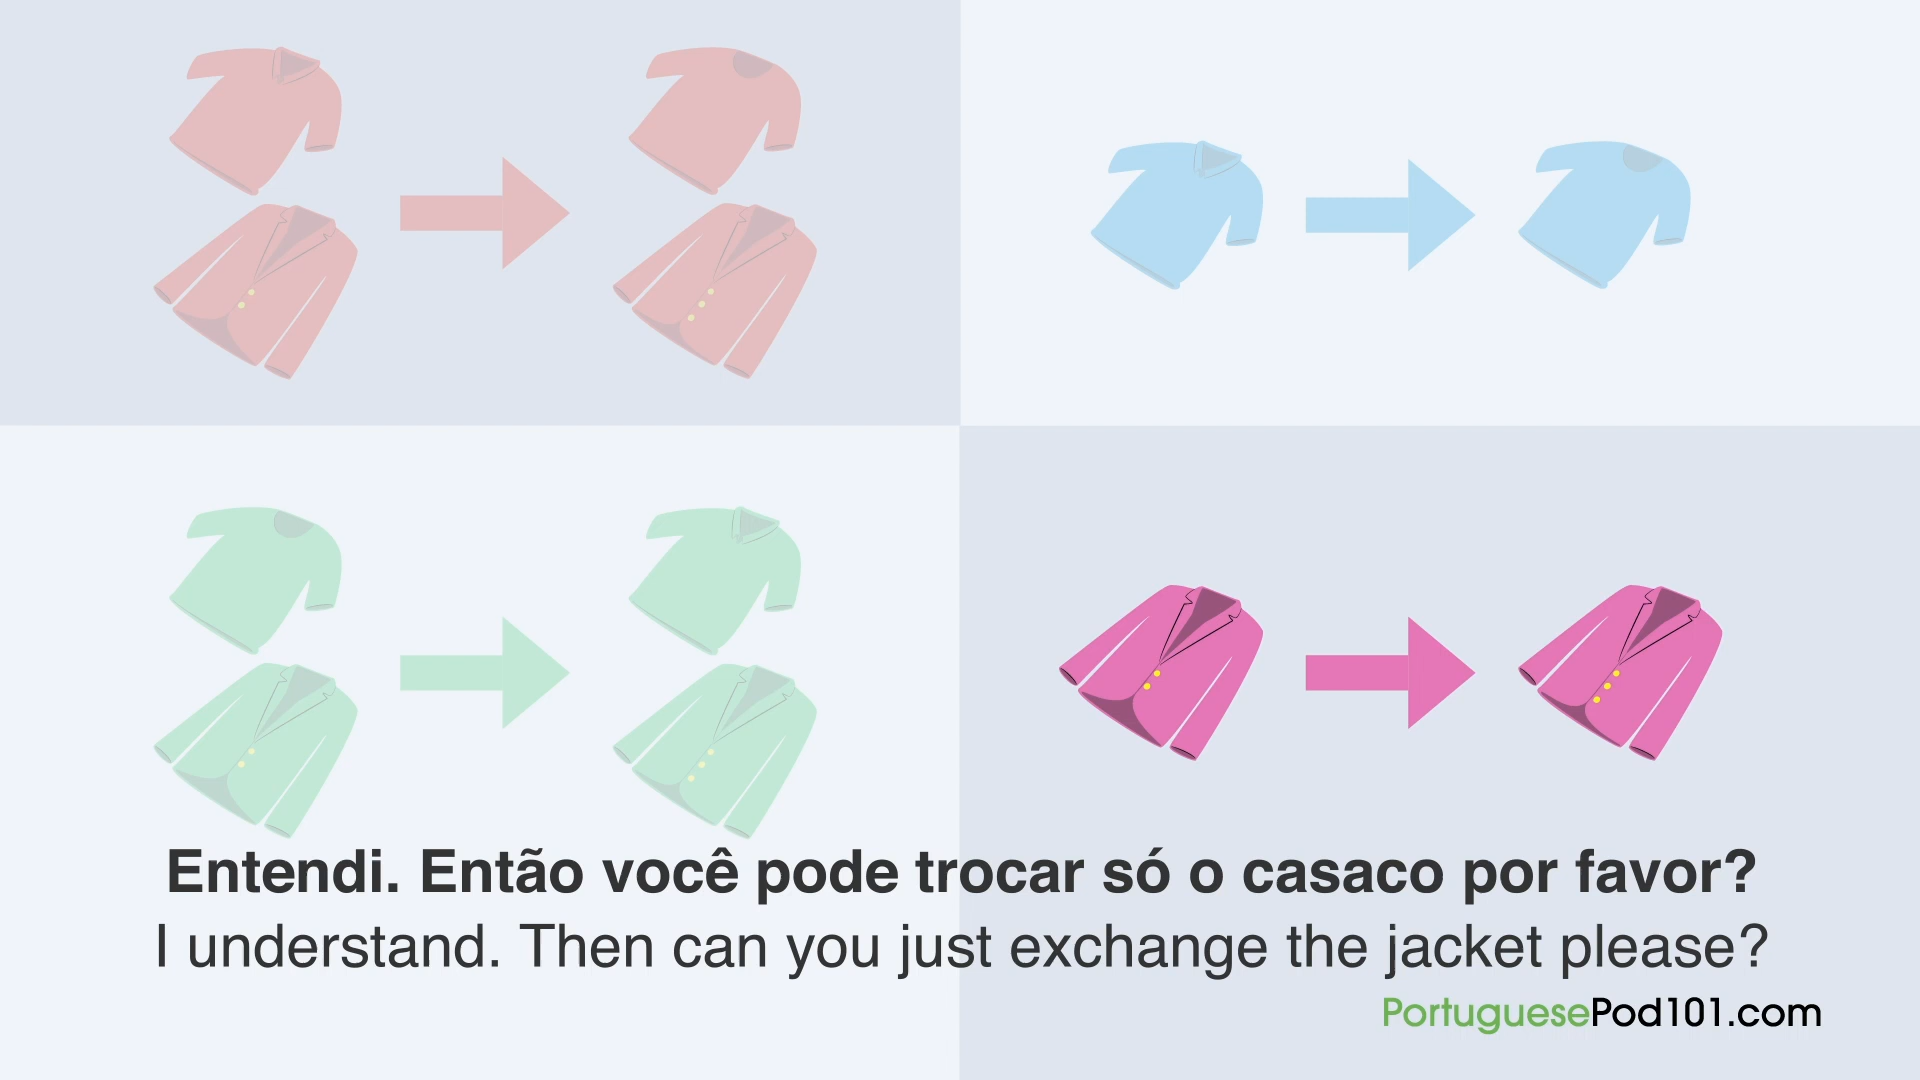 Entendi. Então você pode trocar só o casaco por favor?
I understand. Then can you just exchange the jacket please?
PortuguesePod101.com